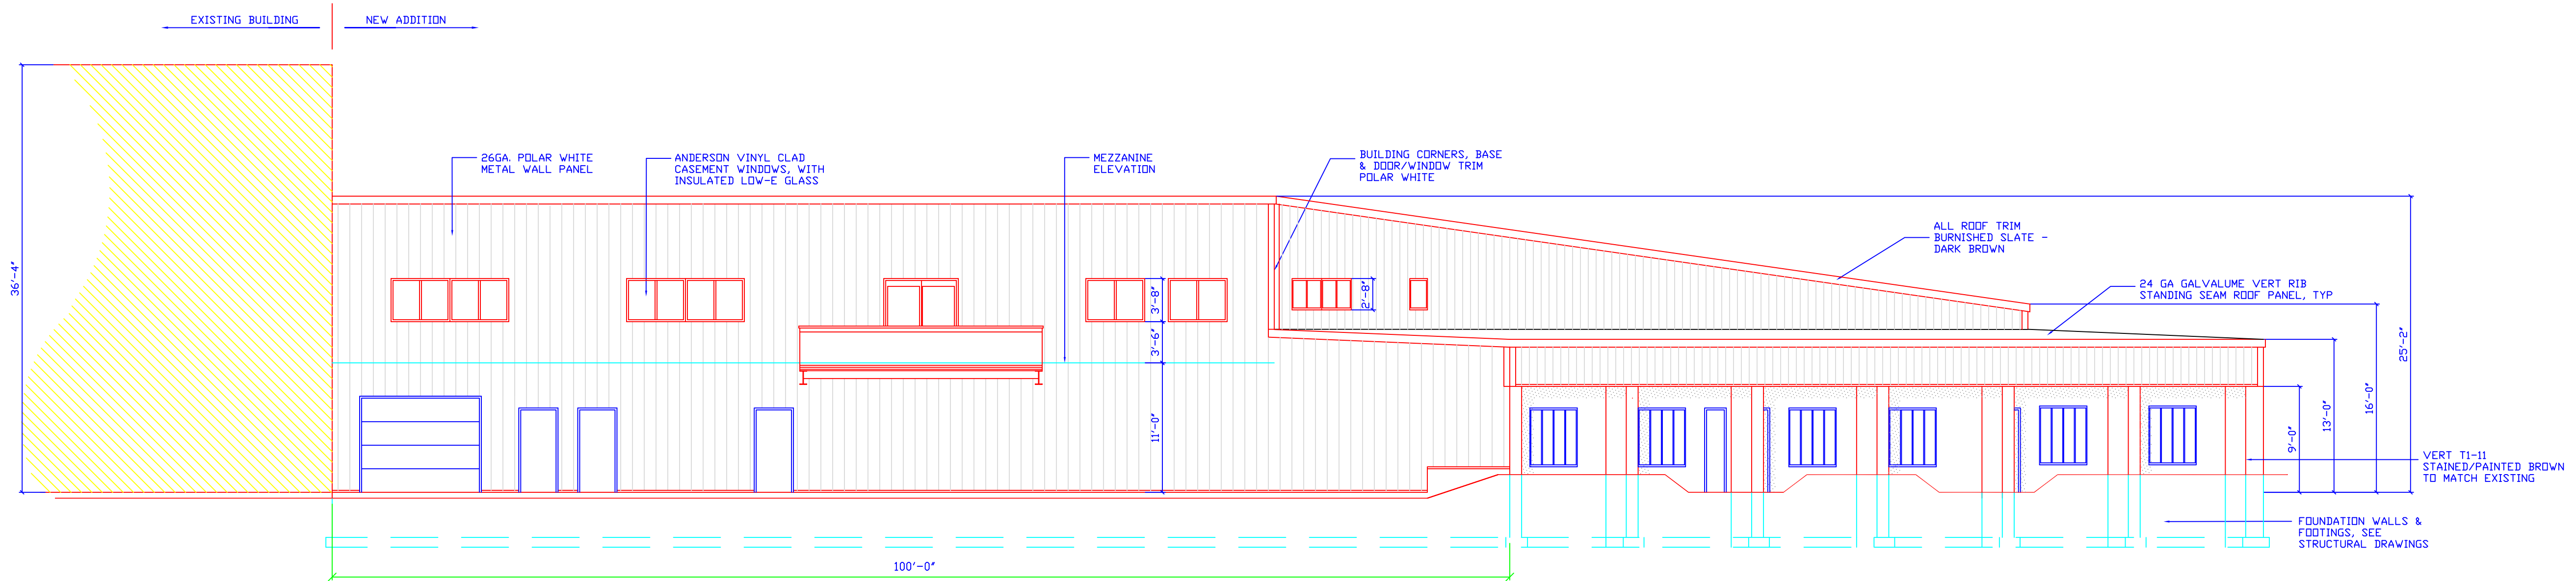 EXISTING BUILDING
NEW ADDITION
36'-4"
26GA. POLAR WHITE
METAL WALL PANEL
ANDERSON VINYL CLAD
CASEMENT WINDOWS, WITH
INSULATED LOW-E GLASS
MEZZANINE
ELEVATION
BUILDING CORNERS, BASE
& DOOR/WINDOW TRIM
POLAR WHITE
ALL ROOF TRIM
BURNISHED SLATE -
DARK BROWN
24 GA GALVALUME VERT RIB
STANDING SEAM ROOF PANEL, TYP
3'-8"
2'-8"
3'-6"
11'-0"
9'-0"
13'-0"
16'-0"
25'-2"
VERT T1-11
STAINED/PAINTED BROWN
TO MATCH EXISTING
FOUNDATION WALLS &
FOOTINGS, SEE
STRUCTURAL DRAWINGS
100'-0"